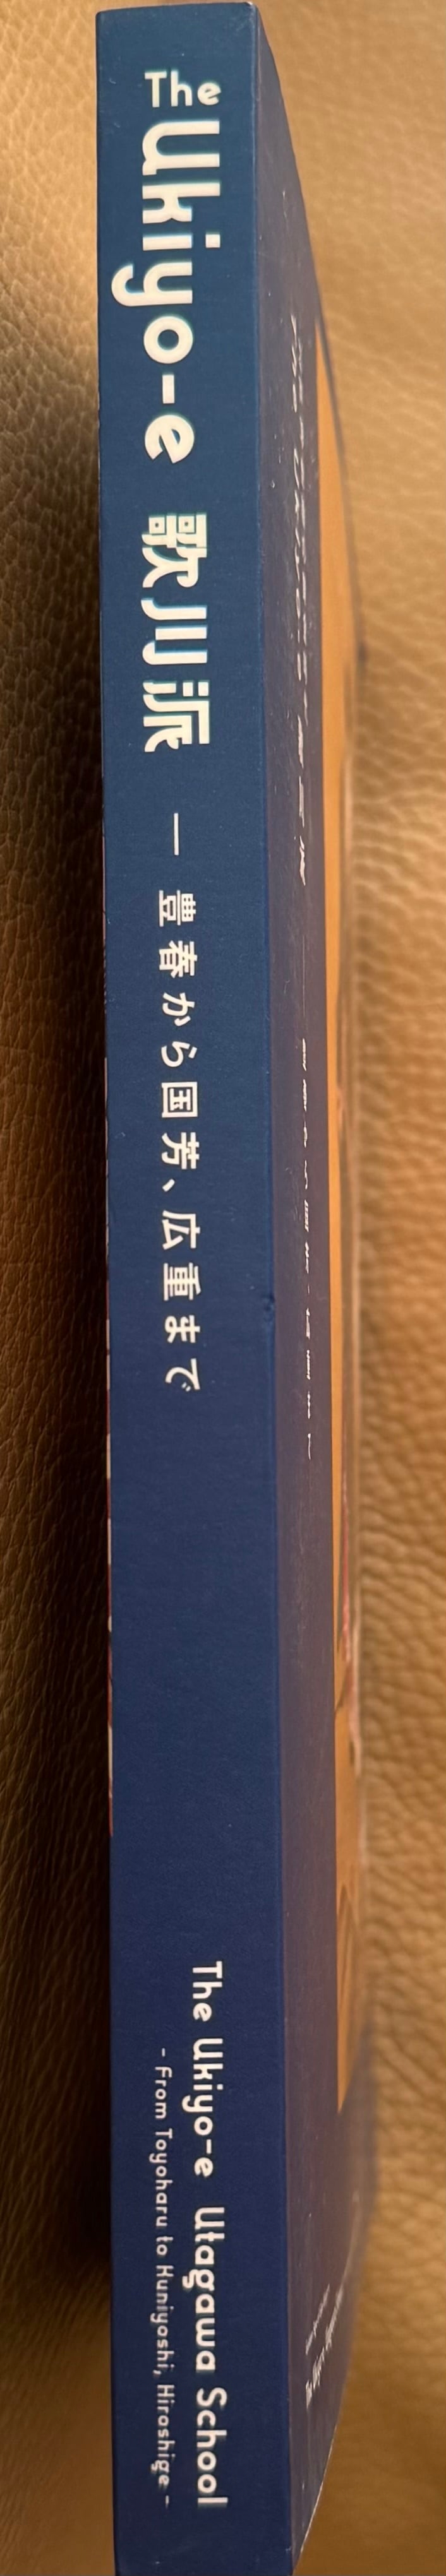 The Ukiyo-e 歌川派 — 豊春から国芳、広重まで
The Ukiyo-e Utagawa School
- From Toyoharu to Kuniyoshi, Hiroshige -